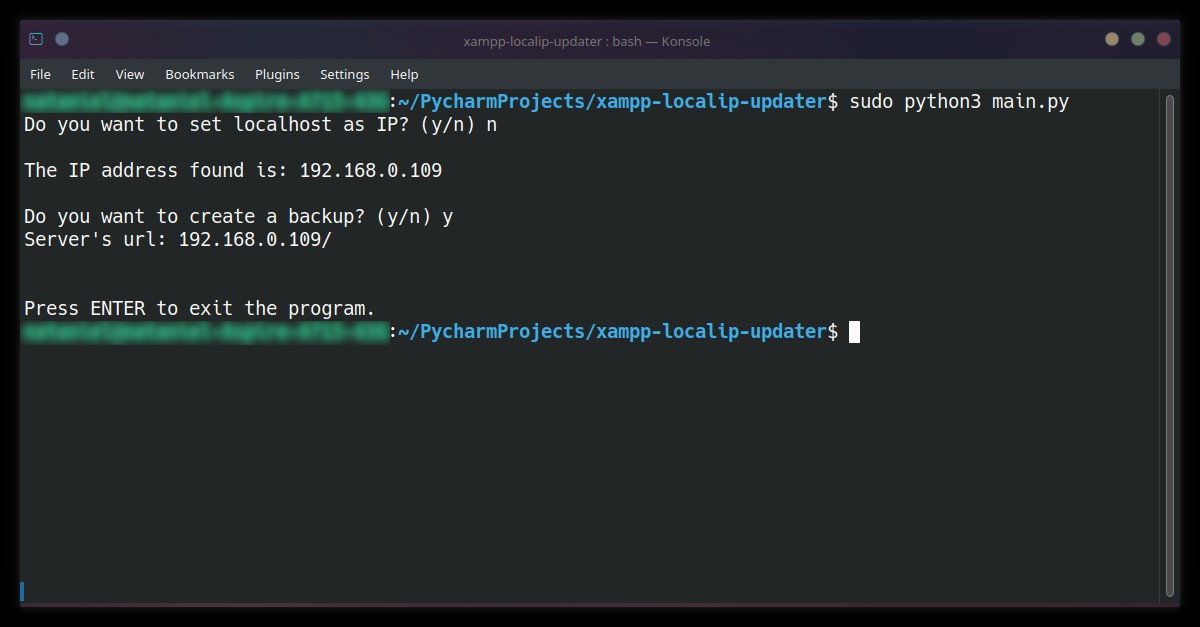 xampp-localip-updater : bash — Konsole
File Edit View Bookmarks Plugins Settings Help
:~/PycharmProjects/xampp-localip-updater$ sudo python3 main.py
Do you want to set localhost as IP? (y/n) n
The IP address found is: 192.168.0.109
Do you want to create a backup? (y/n) y
Server's url: 192.168.0.109/
Press ENTER to exit the program.
:~/PycharmProjects/xampp-localip-updater$